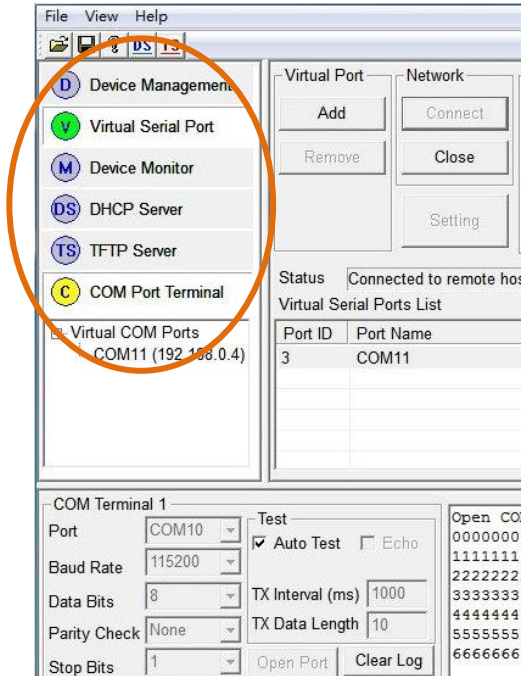 File View Help
DS TS
D Device Management
V Virtual Serial Port
M Device Monitor
DS DHCP Server
TS TFTP Server
C COM Port Terminal
Virtual COM Ports
COM11 (192.168.0.4)
Virtual Port
Add
Remove
Network
Connect
Close
Setting
Status Connected to remote hos
Virtual Serial Ports List
Port ID Port Name
3 COM11
COM Terminal 1
Port COM10
Baud Rate 115200
Data Bits 8
Parity Check None
Stop Bits 1
Test
Auto Test Echo
TX Interval (ms) 1000
TX Data Length 10
Open Port Clear Log
Open CO
0000000
1111111
2222222
3333333
4444444
5555555
6666666